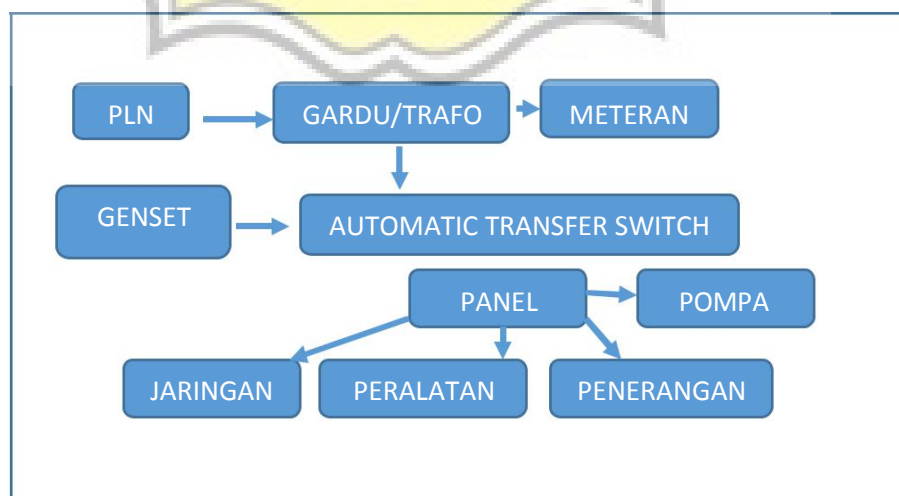 PLN
GARDU/TRAFO
METERAN
GENSET
AUTOMATIC TRANSFER SWITCH
PANEL
POMPA
JARINGAN
PERALATAN
PENERANGAN